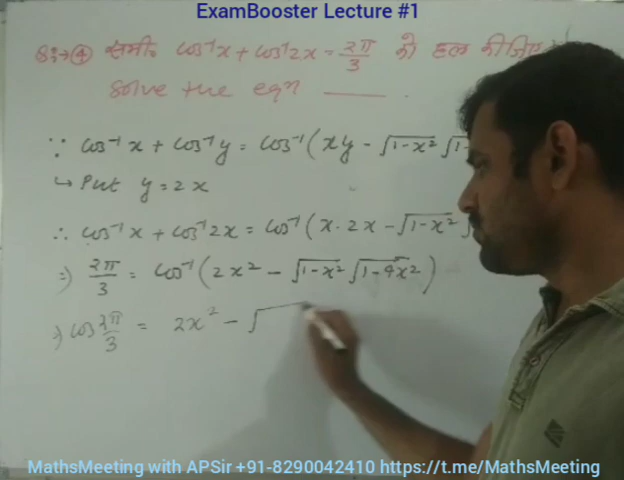 ExamBooster Lecture #1
Q:→ ④ समी० cos⁻¹x + cos⁻¹2x = 2π/3 को हल कीजिए
Solve the eqn ____
∵ cos⁻¹x + cos⁻¹y = cos⁻¹(xy - √1-x² √1-
↳ Put y = 2x
∴ cos⁻¹x + cos⁻¹2x = cos⁻¹(x·2x - √1-x² √
⇒ 2π/3 = cos⁻¹(2x² - √1-x² √1-4x²)
⇒ cos 2π/3 = 2x² - √
MathsMeeting with APSir +91-8290042410 https://t.me/MathsMeeting